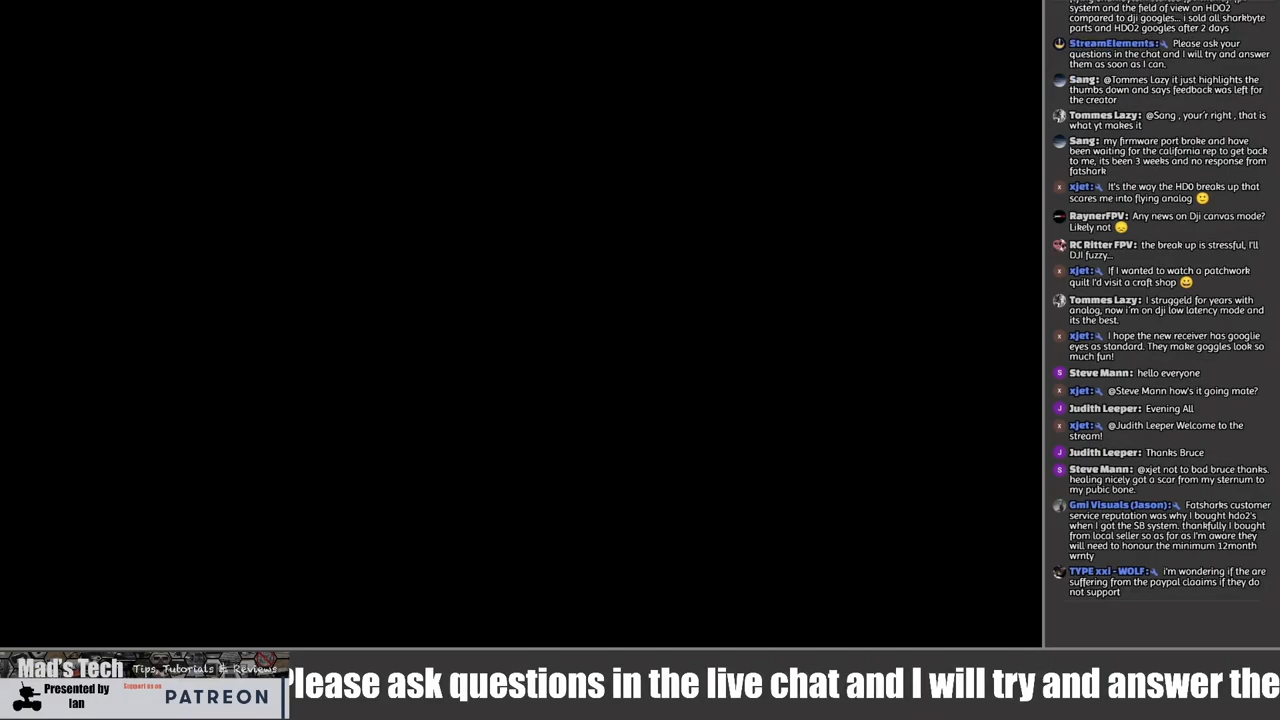 system and the field of view on HDO2
compared to dji googles... i sold all sharkbyte
parts and HDO2 googles after 2 days
StreamElements: Please ask your
questions in the chat and I will try and answer
them as soon as I can.
Sang: @Tommes Lazy it just highlights the
thumbs down and says feedback was left for
the creator
Tommes Lazy: @Sang , your'r right , that is
what yt makes it
Sang: my firmware port broke and have
been waiting for the california rep to get back
to me, its been 3 weeks and no response from
fatshark
xjet: It's the way the HD0 breaks up that
scares me into flying analog 🙂
RaynerFPV: Any news on Dji canvas mode?
Likely not 😞
RC Ritter FPV: the break up is stressful, I'll
DJI fuzzy...
xjet: If I wanted to watch a patchwork
quilt I'd visit a craft shop 😀
Tommes Lazy: I struggeld for years with
analog, now i'm on dji low latency mode and
its the best.
xjet: I hope the new receiver has googlie
eyes as standard. They make goggles look so
much fun!
Steve Mann: hello everyone
xjet: @Steve Mann how's it going mate?
Judith Leeper: Evening All
xjet: @Judith Leeper Welcome to the
stream!
Judith Leeper: Thanks Bruce
Steve Mann: @xjet not to bad bruce thanks.
healing nicely got a scar from my sternum to
my pubic bone.
Gmi Visuals (Jason): Fatsharks customer
service reputation was why I bought hdo2's
when I got the SB system. thankfully I bought
from local seller so as far as I'm aware they
will need to honour the minimum 12month
wrnty
TYPE xxi - WOLF: i'm wondering if the are
suffering from the paypal claaims if they do
not support
Mad's Tech Tips, Tutorials & Reviews
Presented by
Ian
Support us on
PATREON
Please ask questions in the live chat and I will try and answer the